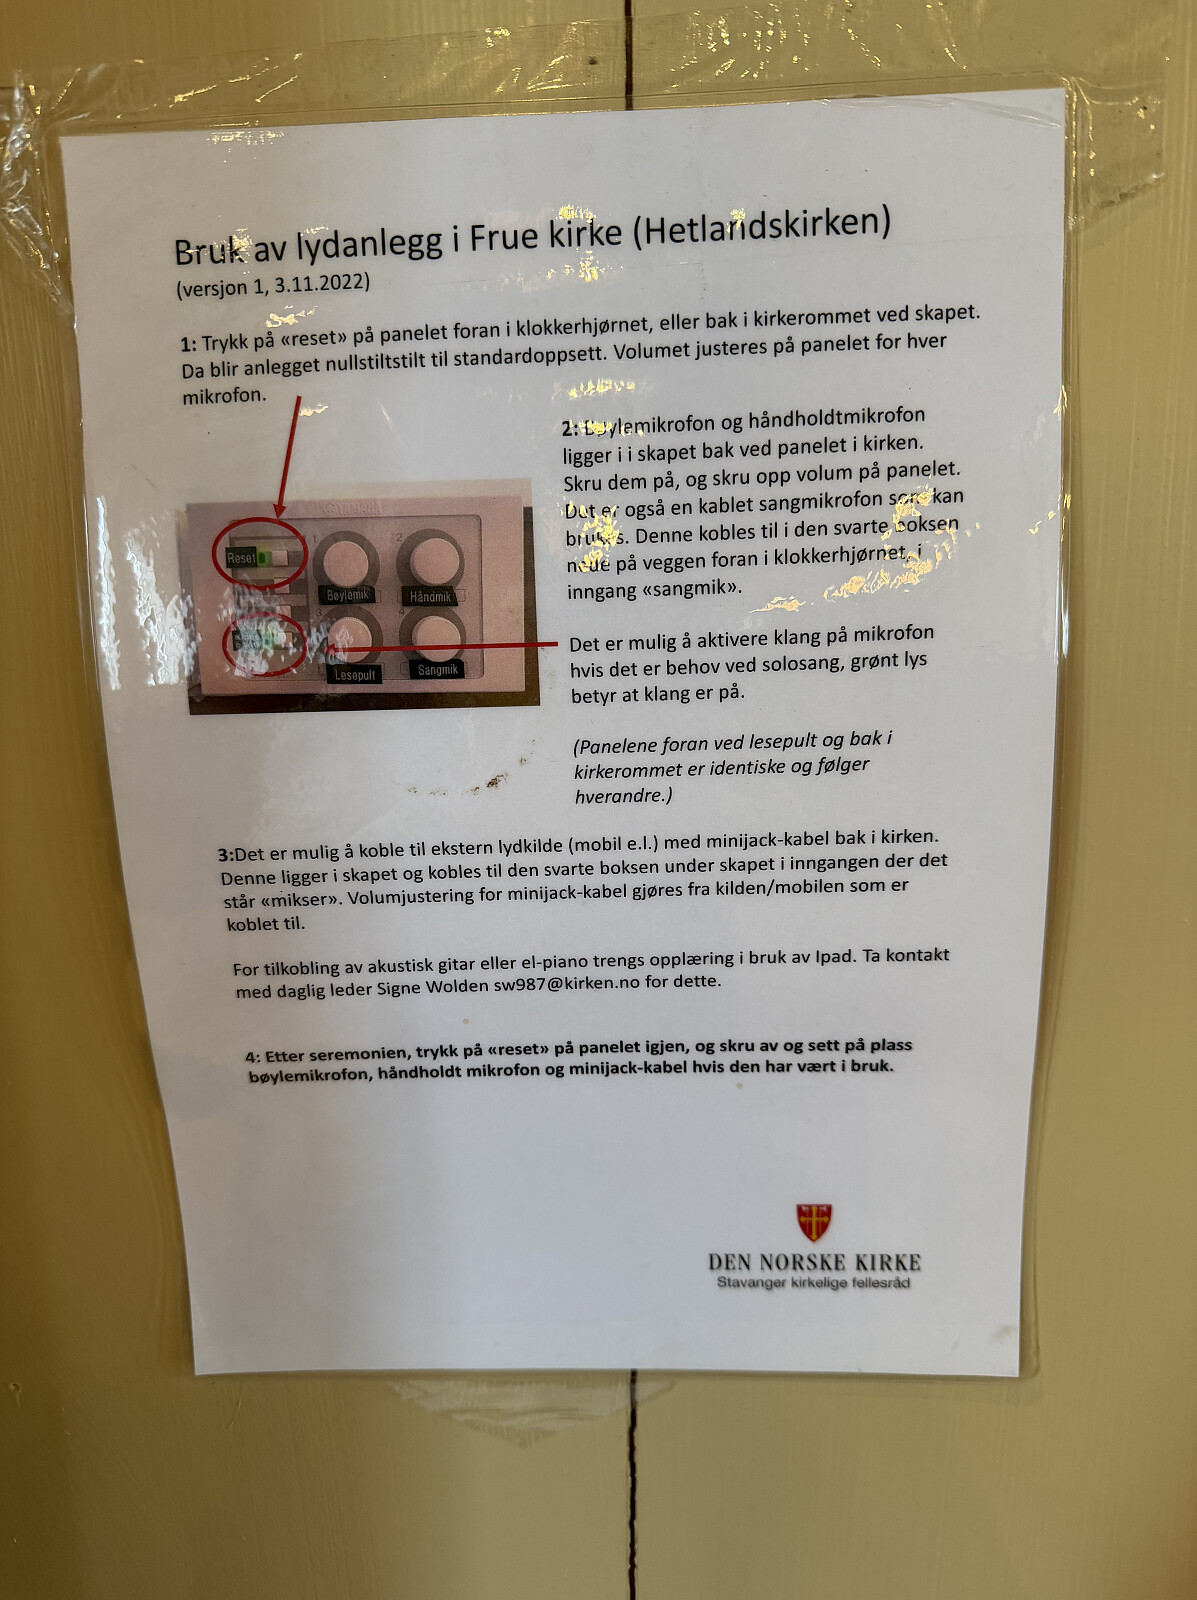 Bruk av lydanlegg i Frue kirke (Hetlandskirken)
(versjon 1, 3.11.2022)
1: Trykk på «reset» på panelet foran i klokkerhjørnet, eller bak i kirkerommet ved skapet.
Da blir anlegget nullstiltstilt til standardoppsett. Volumet justeres på panelet for hver
mikrofon.
2: Bøylemikrofon og håndholdtmikrofon
ligger i i skapet bak ved panelet i kirken.
Skru dem på, og skru opp volum på panelet.
Det er også en kablet sangmikrofon som kan
brukes. Denne kobles til i den svarte boksen
nede på veggen foran i klokkerhjørnet, i
inngang «sangmik».
YAMAHA
1
2
Reset
Bøylemik
Håndmik
3
4
Lesepult
Sangmik
Det er mulig å aktivere klang på mikrofon
hvis det er behov ved solosang, grønt lys
betyr at klang er på.
(Panelene foran ved lesepult og bak i
kirkerommet er identiske og følger
hverandre.)
3:Det er mulig å koble til ekstern lydkilde (mobil e.l.) med minijack-kabel bak i kirken.
Denne ligger i skapet og kobles til den svarte boksen under skapet i inngangen der det
står «mikser». Volumjustering for minijack-kabel gjøres fra kilden/mobilen som er
koblet til.
For tilkobling av akustisk gitar eller el-piano trengs opplæring i bruk av Ipad. Ta kontakt
med daglig leder Signe Wolden sw987@kirken.no for dette.
4: Etter seremonien, trykk på «reset» på panelet igjen, og skru av og sett på plass
bøylemikrofon, håndholdt mikrofon og minijack-kabel hvis den har vært i bruk.
DEN NORSKE KIRKE
Stavanger kirkelige fellesråd